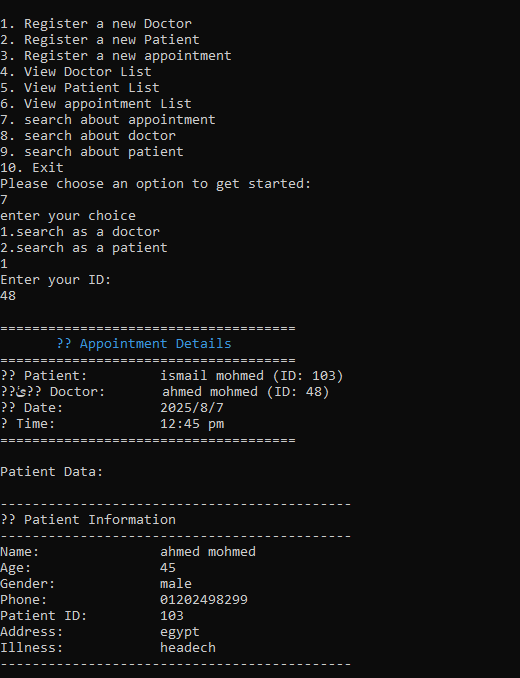 1. Register a new Doctor
2. Register a new Patient
3. Register a new appointment
4. View Doctor List
5. View Patient List
6. View appointment List
7. search about appointment
8. search about doctor
9. search about patient
10. Exit
Please choose an option to get started:
7
enter your choice
1.search as a doctor
2.search as a patient
1
Enter your ID:
48
=====================================
?? Appointment Details
=====================================
?? Patient: ismail mohmed (ID: 103)
??ئ?? Doctor: ahmed mohmed (ID: 48)
?? Date: 2025/8/7
? Time: 12:45 pm
=====================================
Patient Data:
--------------------------------------------
?? Patient Information
--------------------------------------------
Name: ahmed mohmed
Age: 45
Gender: male
Phone: 01202498299
Patient ID: 103
Address: egypt
Illness: headech
--------------------------------------------